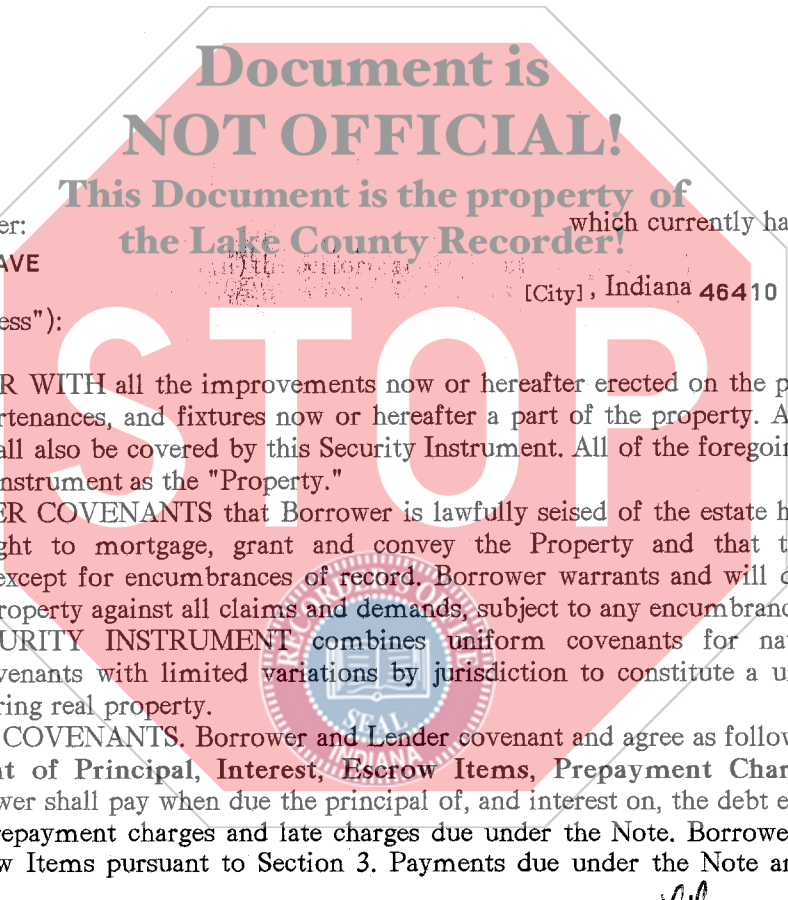 Document is
NOT OFFICIAL!
This Document is the property of
the Lake County Recorder!
er: which currently ha
AVE
[City], Indiana 46410
ess"):
STOP
R WITH all the improvements now or hereafter erected on the p
rtenances, and fixtures now or hereafter a part of the property. A
all also be covered by this Security Instrument. All of the foregoin
nstrument as the "Property."
ER COVENANTS that Borrower is lawfully seised of the estate h
ght to mortgage, grant and convey the Property and that t
except for encumbrances of record. Borrower warrants and will d
roperty against all claims and demands, subject to any encumbranc
URITY INSTRUMENT combines uniform covenants for na
venants with limited variations by jurisdiction to constitute a u
ring real property.
SEAL
INDIANA
COVENANTS. Borrower and Lender covenant and agree as follow
nt of Principal, Interest, Escrow Items, Prepayment Char
wer shall pay when due the principal of, and interest on, the debt e
repayment charges and late charges due under the Note. Borrowe
w Items pursuant to Section 3. Payments due under the Note an